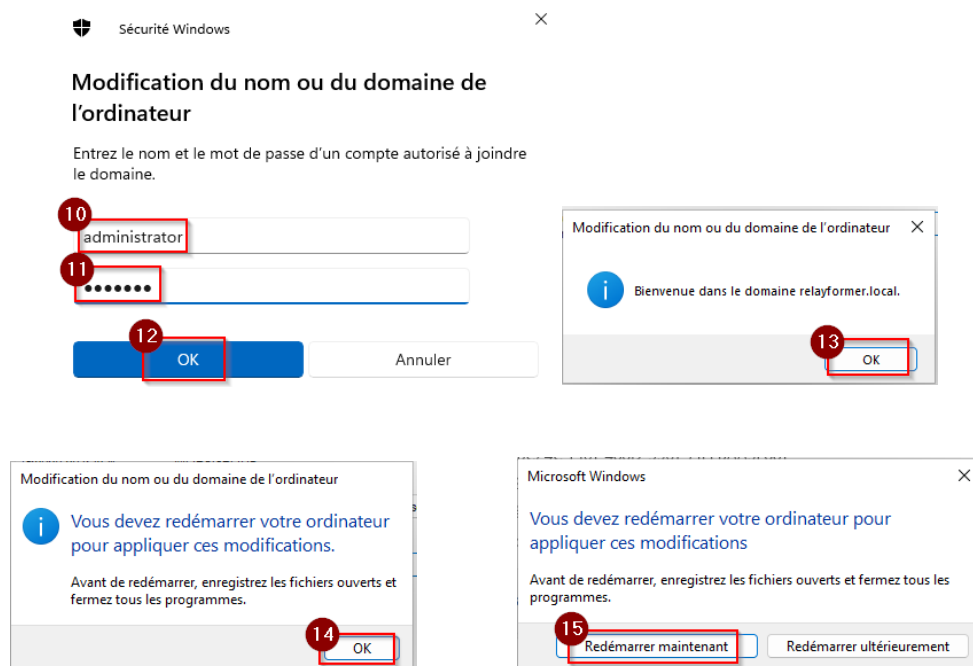 Sécurité Windows
Modification du nom ou du domaine de
l'ordinateur
Entrez le nom et le mot de passe d'un compte autorisé à joindre
le domaine.
10
administrator
11
•••••••
12
OK
Annuler
Modification du nom ou du domaine de l'ordinateur
Bienvenue dans le domaine relayformer.local.
13
OK
Modification du nom ou du domaine de l'ordinateur
Vous devez redémarrer votre ordinateur
pour appliquer ces modifications.
Avant de redémarrer, enregistrez les fichiers ouverts et
fermez tous les programmes.
14
OK
Microsoft Windows
Vous devez redémarrer votre ordinateur pour
appliquer ces modifications
Avant de redémarrer, enregistrez les fichiers ouverts et fermez tous les
programmes.
15
Redémarrer maintenant
Redémarrer ultérieurement